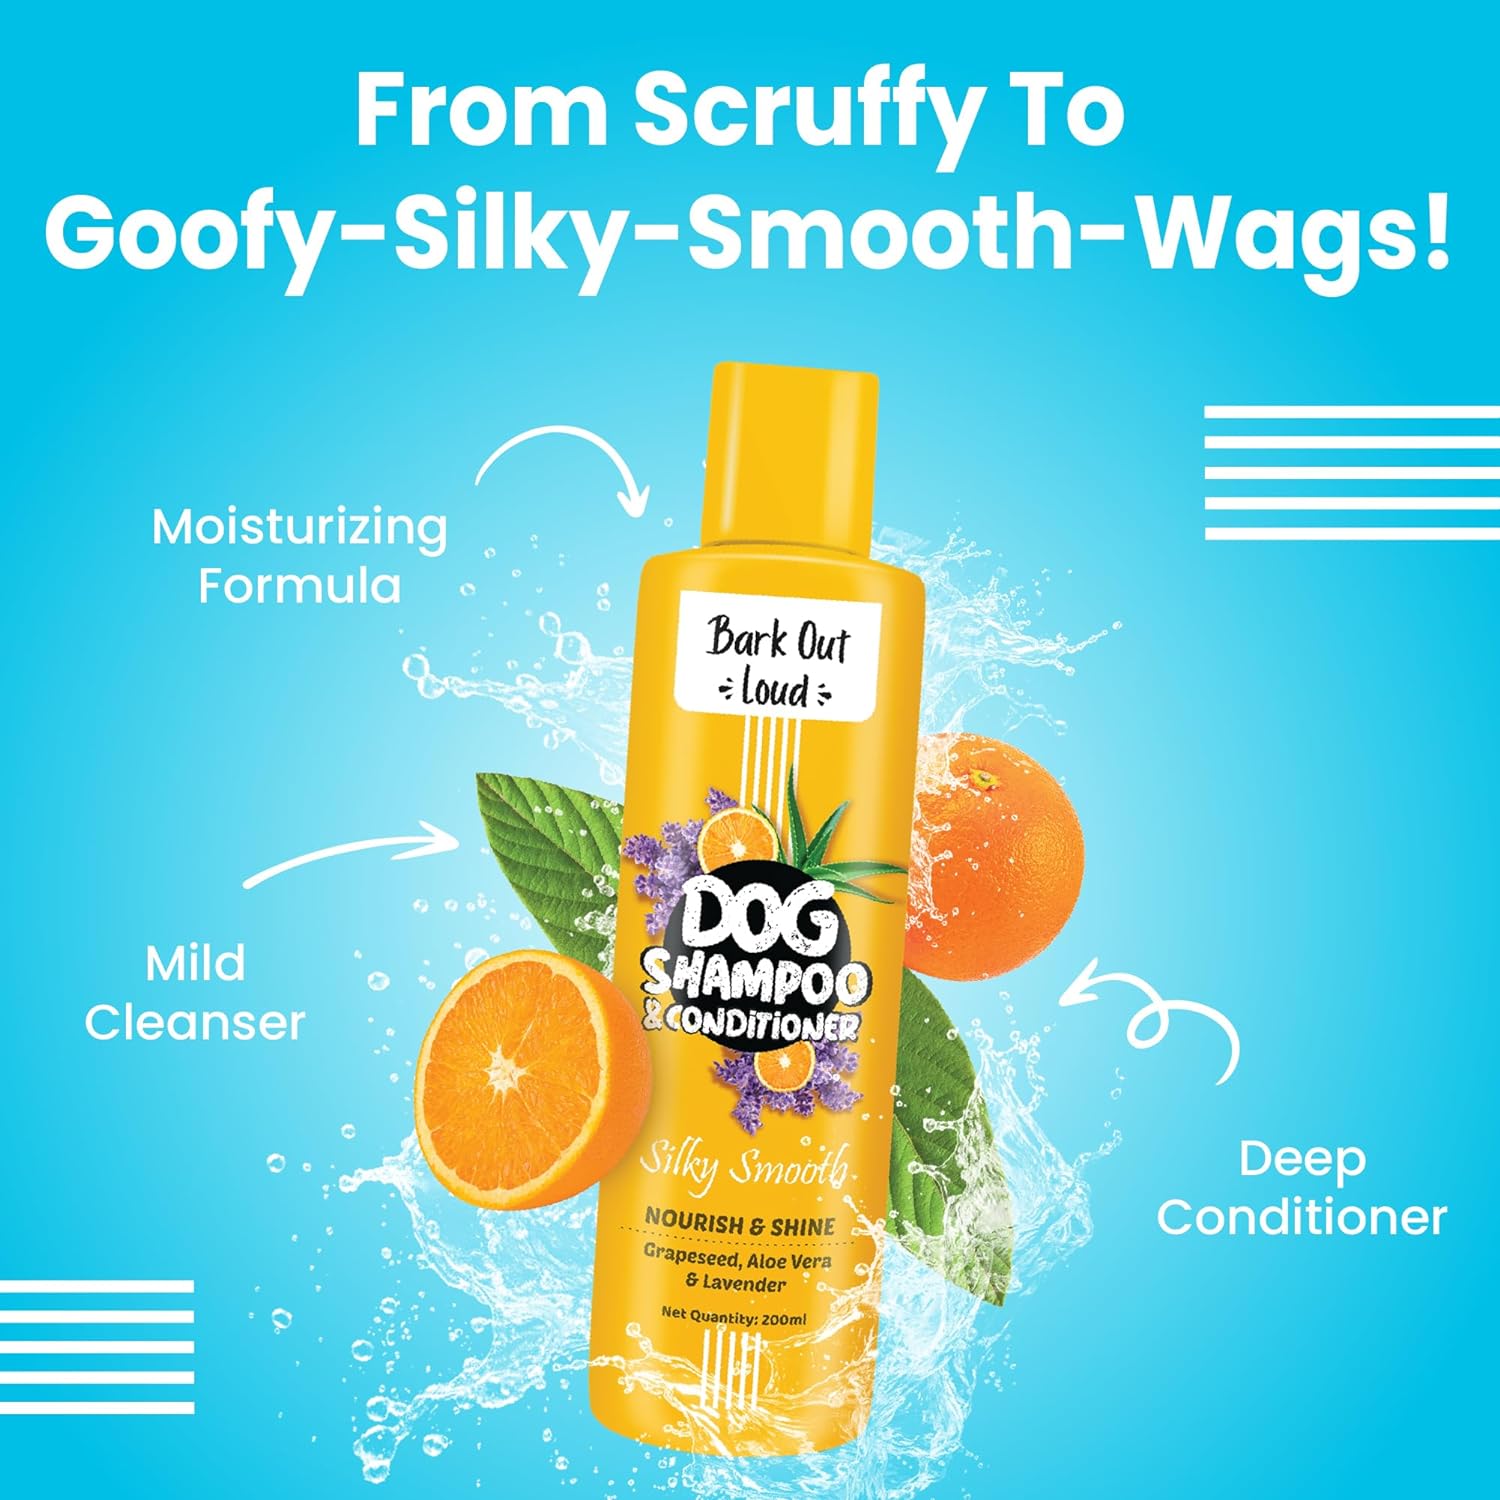 From Scruffy To
Goofy-Silky-Smooth-Wags!
Moisturizing
Formula
Bark Out
Loud
Mild
Cleanser
DOG
SHAMPOO
& CONDITIONER
Silky Smooth
NOURISH & SHINE
Grapeseed, Aloe Vera
& Lavender
Net Quantity: 200ml
Deep
Conditioner